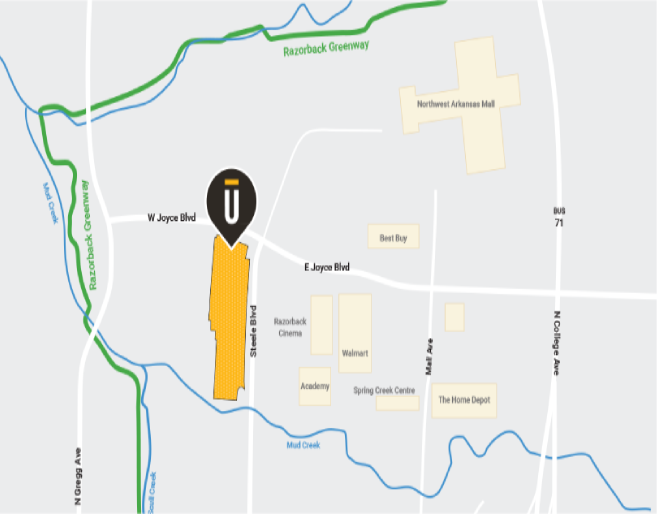 Razorback Greenway
Northwest Arkansas Mall
Mud Creek
Razorback Greenway
U
W Joyce Blvd
BUS
71
Best Buy
E Joyce Blvd
Steele Blvd
Razorback
Cinema
Walmart
Mall Ave
N College Ave
Academy
Spring Creek Centre
The Home Depot
Mud Creek
N Gregg Ave
Scull Creek